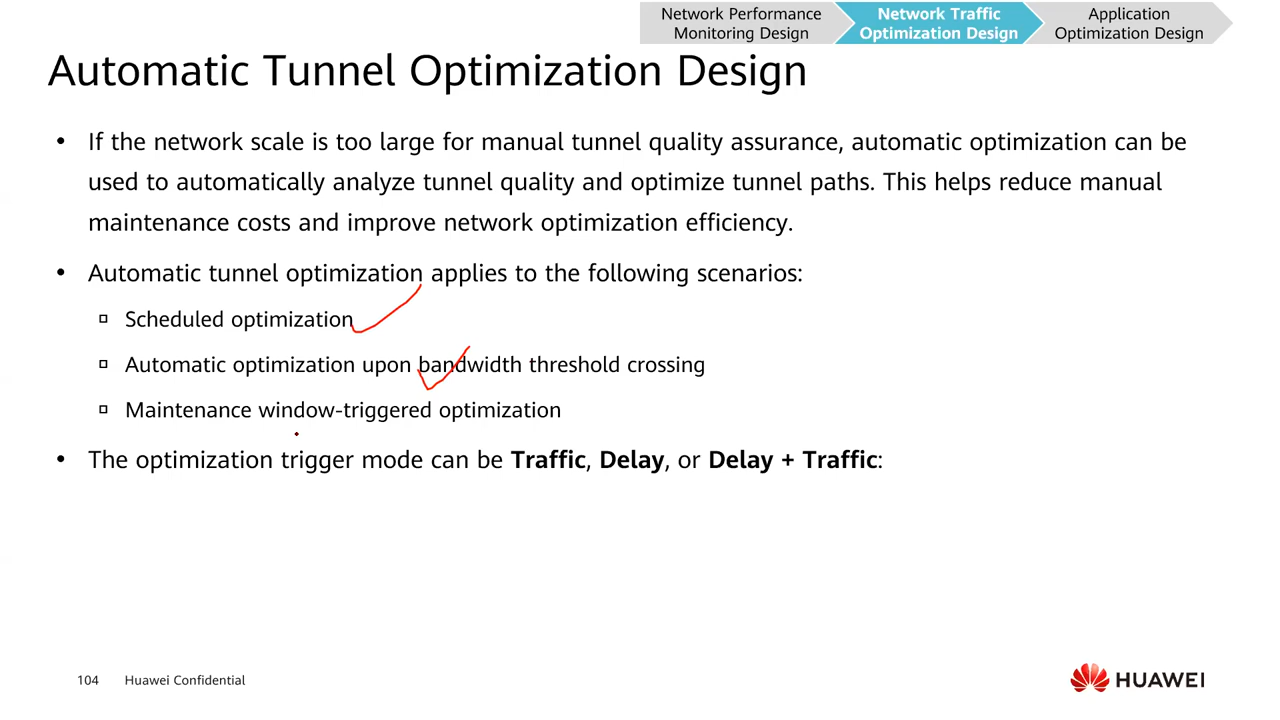 Network Performance
Monitoring Design
Network Traffic
Optimization Design
Application
Optimization Design
Automatic Tunnel Optimization Design
• If the network scale is too large for manual tunnel quality assurance, automatic optimization can be
used to automatically analyze tunnel quality and optimize tunnel paths. This helps reduce manual
maintenance costs and improve network optimization efficiency.
• Automatic tunnel optimization applies to the following scenarios:
▫ Scheduled optimization
▫ Automatic optimization upon bandwidth threshold crossing
▫ Maintenance window-triggered optimization
• The optimization trigger mode can be Traffic, Delay, or Delay + Traffic:
104 Huawei Confidential
HUAWEI